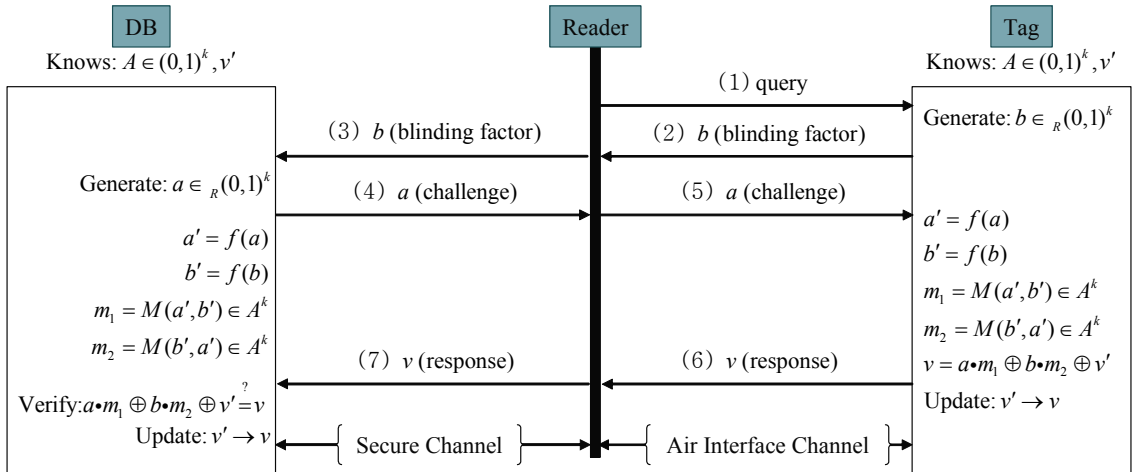 DB
Reader
Tag
Knows: A ∈ (0,1)^k, v′
Knows: A ∈ (0,1)^k, v′
(1) query
Generate: b ∈ _R(0,1)^k
(3) b (blinding factor)
(2) b (blinding factor)
Generate: a ∈ _R(0,1)^k
(4) a (challenge)
(5) a (challenge)
a′ = f(a)
b′ = f(b)
m₁ = M(a′,b′) ∈ A^k
m₂ = M(b′,a′) ∈ A^k
a′ = f(a)
b′ = f(b)
m₁ = M(a′,b′) ∈ A^k
m₂ = M(b′,a′) ∈ A^k
v = a•m₁ ⊕ b•m₂ ⊕ v′
Update: v′ → v
(7) v (response)
(6) v (response)
Verify:a•m₁ ⊕ b•m₂ ⊕ v′ =? v
Update: v′ → v
Secure Channel
Air Interface Channel